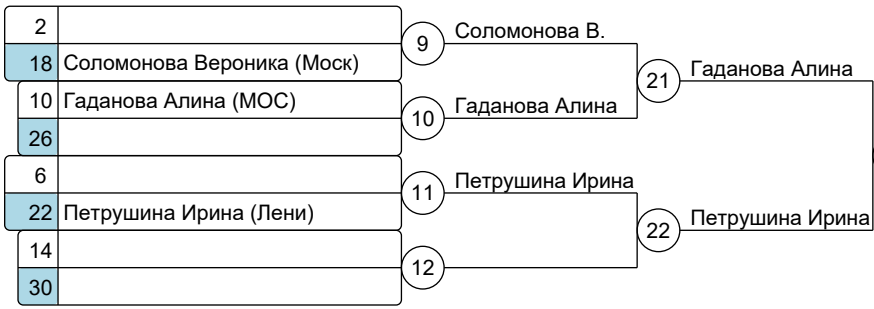 2
18 Соломонова Вероника (Моск)
10 Гаданова Алина (МОС)
26
6
22 Петрушина Ирина (Лени)
14
30
9 Соломонова В.
10 Гаданова Алина
11 Петрушина Ирина
12
21 Гаданова Алина
22 Петрушина Ирина